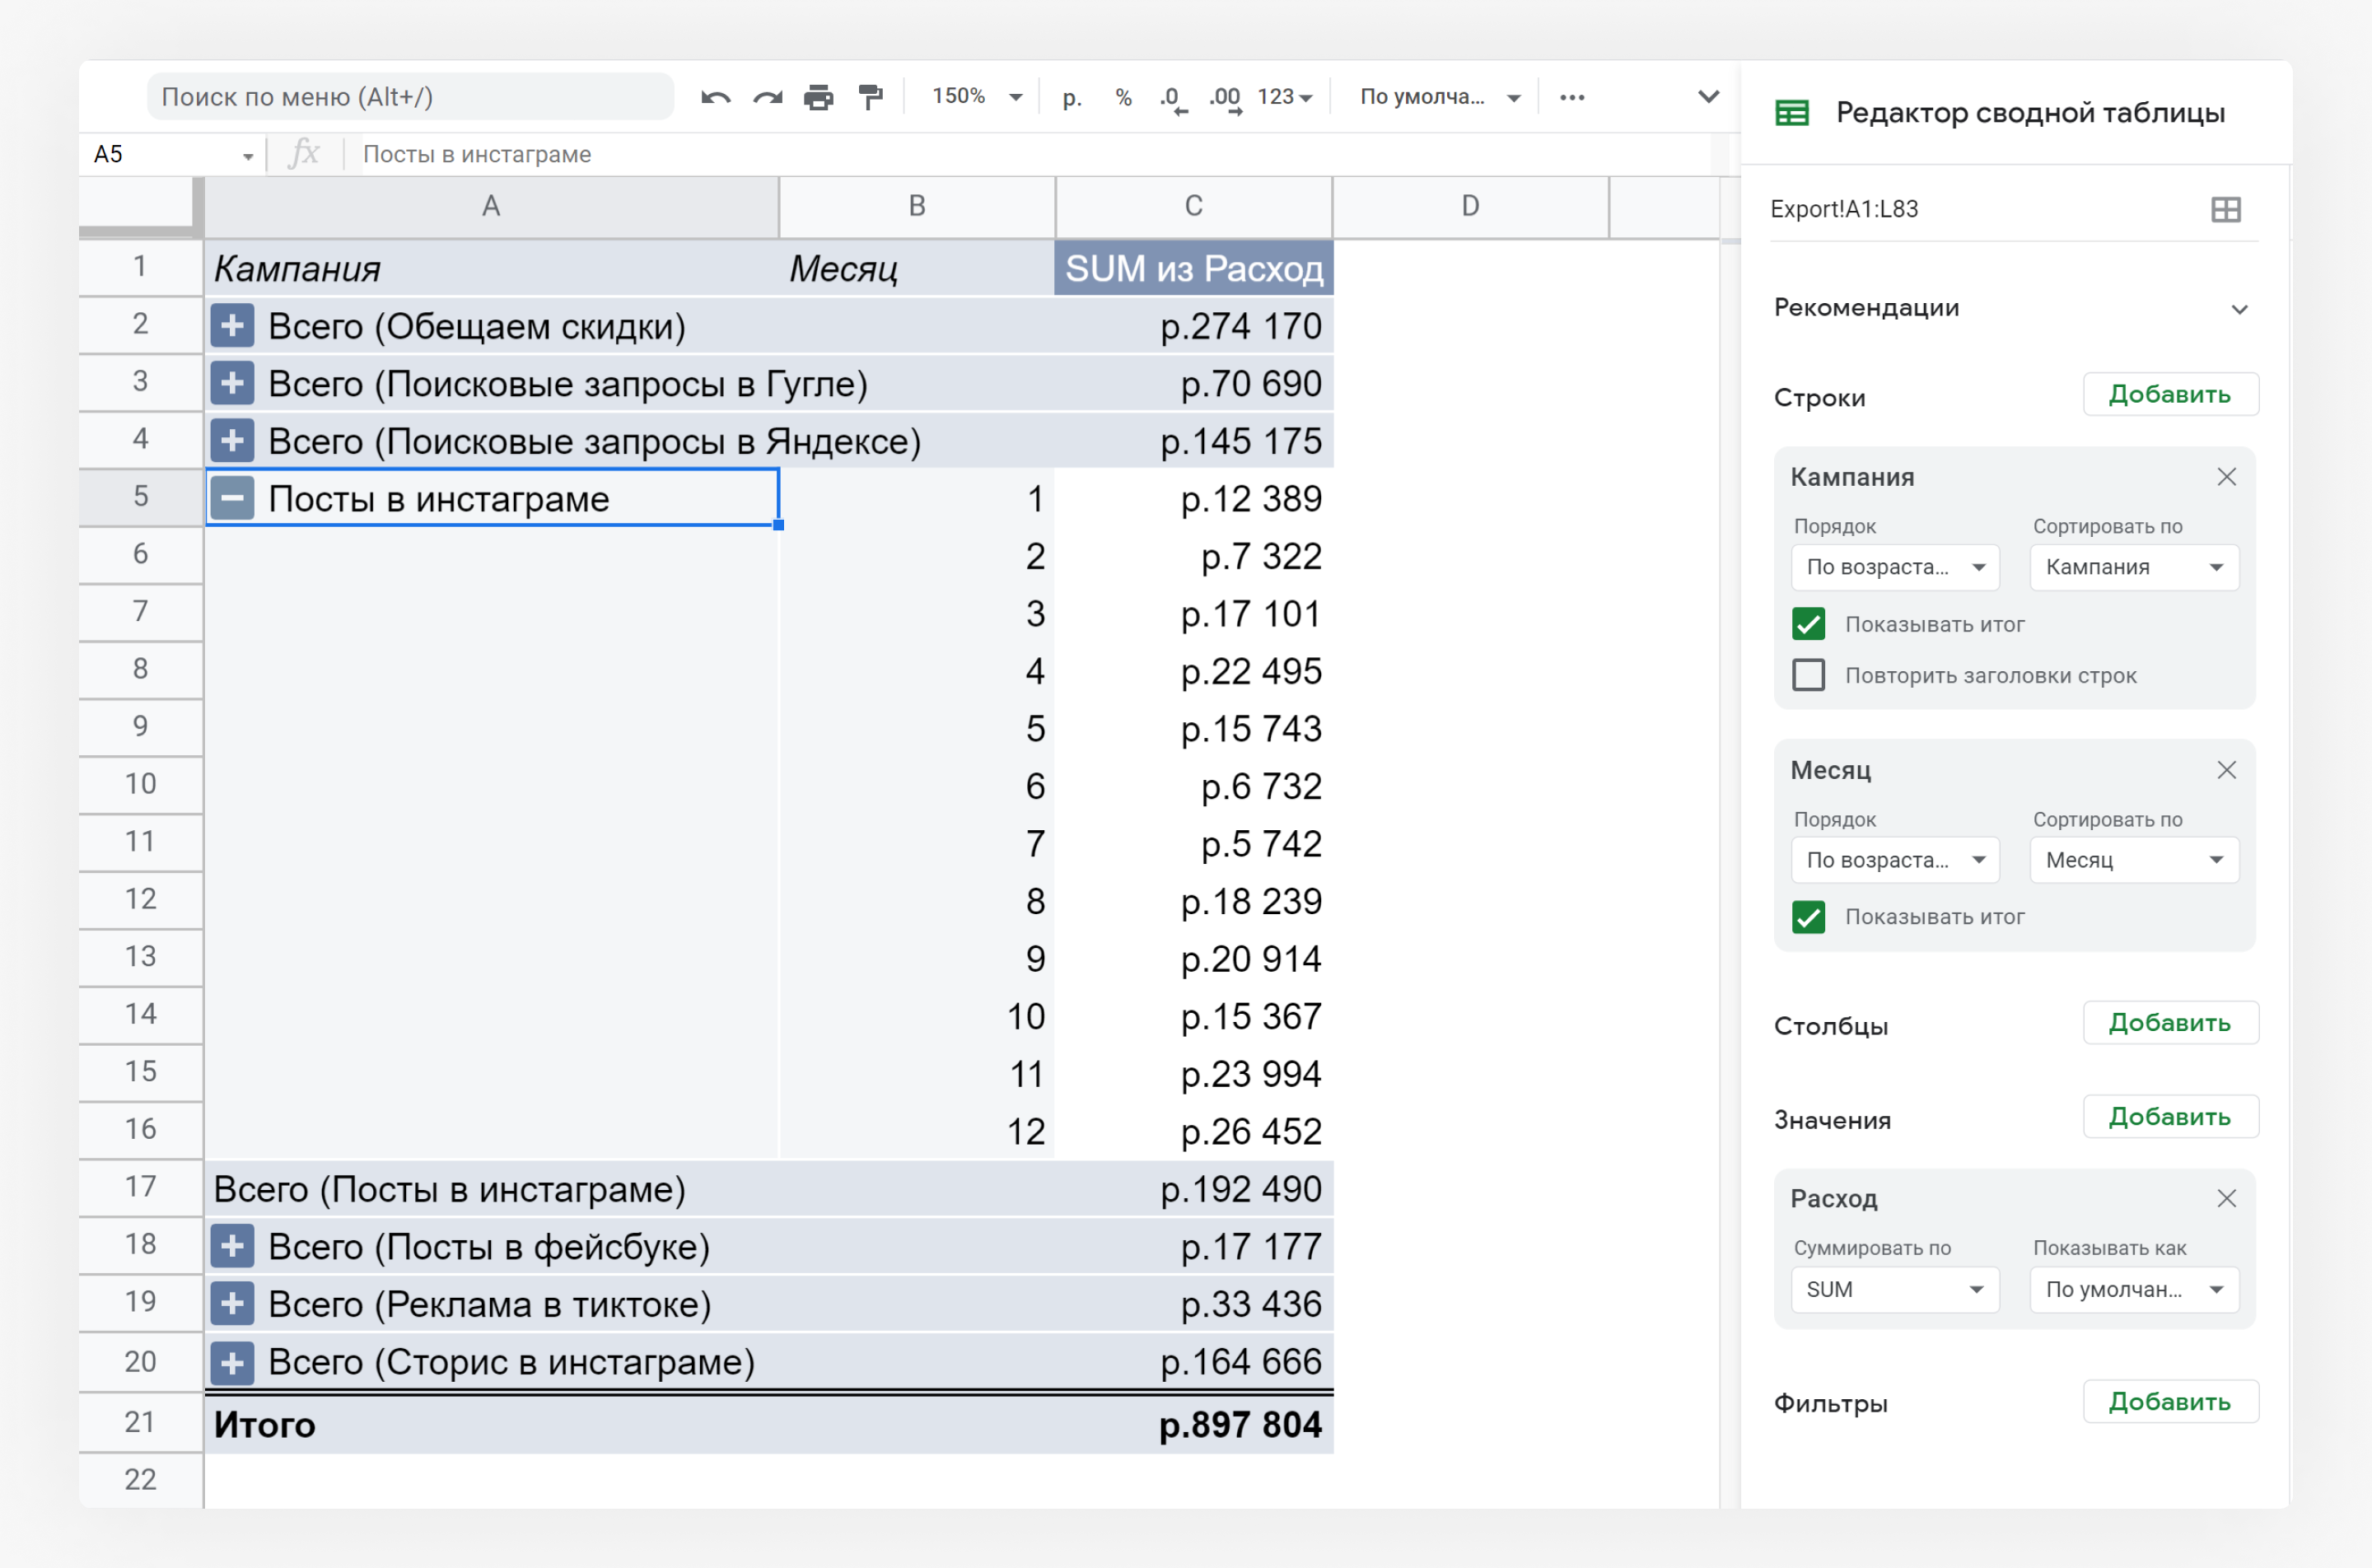 Поиск по меню (Alt+/)
150%
р.
%
.0
.00
123
По умолча...
A5
fx
Посты в инстаграме
A B C D
1 Кампания Месяц SUM из Расход
2 Всего (Обещаем скидки) р.274 170
3 Всего (Поисковые запросы в Гугле) р.70 690
4 Всего (Поисковые запросы в Яндексе) р.145 175
5 Посты в инстаграме 1 р.12 389
6 2 р.7 322
7 3 р.17 101
8 4 р.22 495
9 5 р.15 743
10 6 р.6 732
11 7 р.5 742
12 8 р.18 239
13 9 р.20 914
14 10 р.15 367
15 11 р.23 994
16 12 р.26 452
17 Всего (Посты в инстаграме) р.192 490
18 Всего (Посты в фейсбуке) р.17 177
19 Всего (Реклама в тиктоке) р.33 436
20 Всего (Сторис в инстаграме) р.164 666
21 Итого р.897 804
22
Редактор сводной таблицы
Export!A1:L83
Рекомендации
Строки Добавить
Кампания
Порядок Сортировать по
По возраста... Кампания
Показывать итог
Повторить заголовки строк
Месяц
Порядок Сортировать по
По возраста... Месяц
Показывать итог
Столбцы Добавить
Значения Добавить
Расход
Суммировать по Показывать как
SUM По умолчан...
Фильтры Добавить